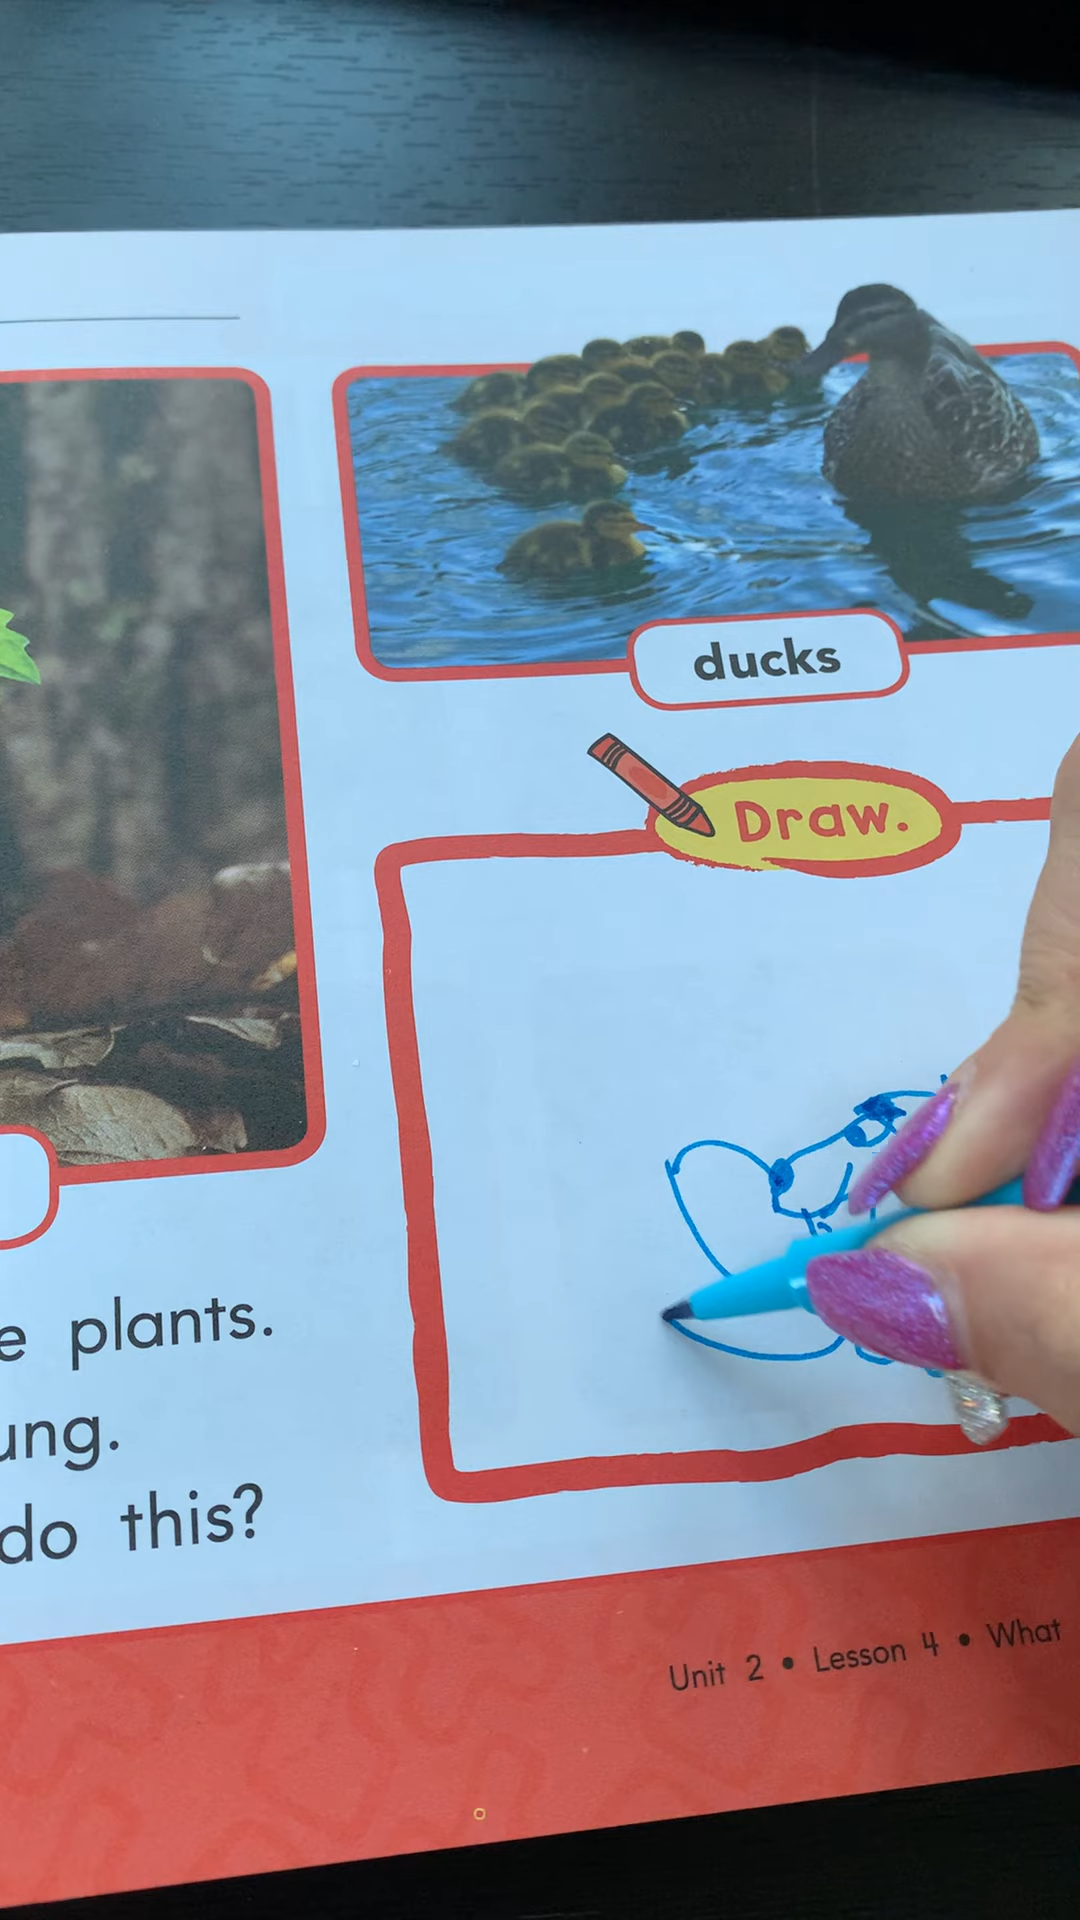 ducks
Draw.
e plants.
ung.
do this?
Unit 2 • Lesson 4 • What